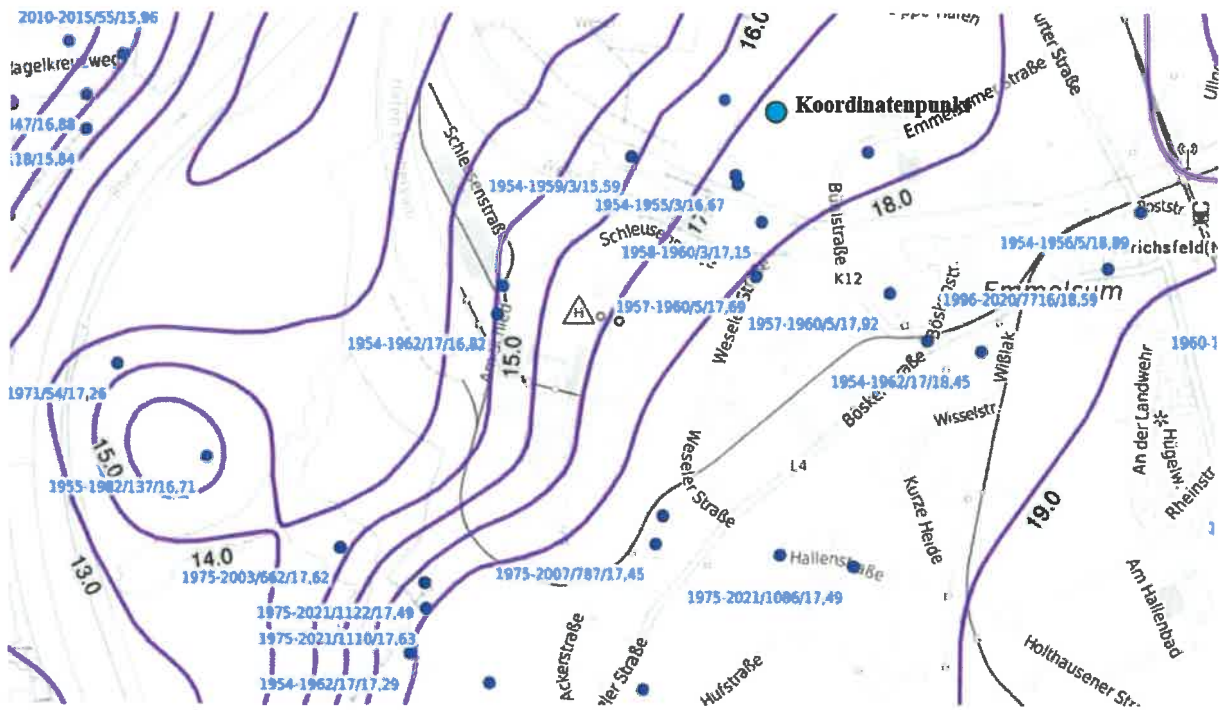 2010-2015/55/15,96
16.0
Koordinatenpunkt
Emmelsumer Straße
1954-1959/3/15,59
1954-1955/3/16,67
Schleusenstraße
18.0
Bühlstraße
Poststr
1958-1960/3/17,15
1954-1956/5/18,89
K12
Emmelsum
1996-2020/7716/18,59
1957-1960/5/17,69
1957-1960/5/17,92
H
1954-1962/17/16,82
15.0
Wißlak
An der Landwehr
1954-1962/17/18,45
Wisselstr.
Hügelw.
Rheinstr
1971/54/17,26
15.0
1955-1982/137/16,71
L4
Weseler Straße
Kurze Heide
19.0
13.0
14.0
1975-2003/662/17,62
1975-2007/787/17,45
Hallenstraße
1975-2021/1086/17,49
Am Hallenbad
1975-2021/1122/17,49
1975-2021/1110/17,63
1954-1962/17/17,29
Ackerstraße
Hufstraße
Holthausener Str